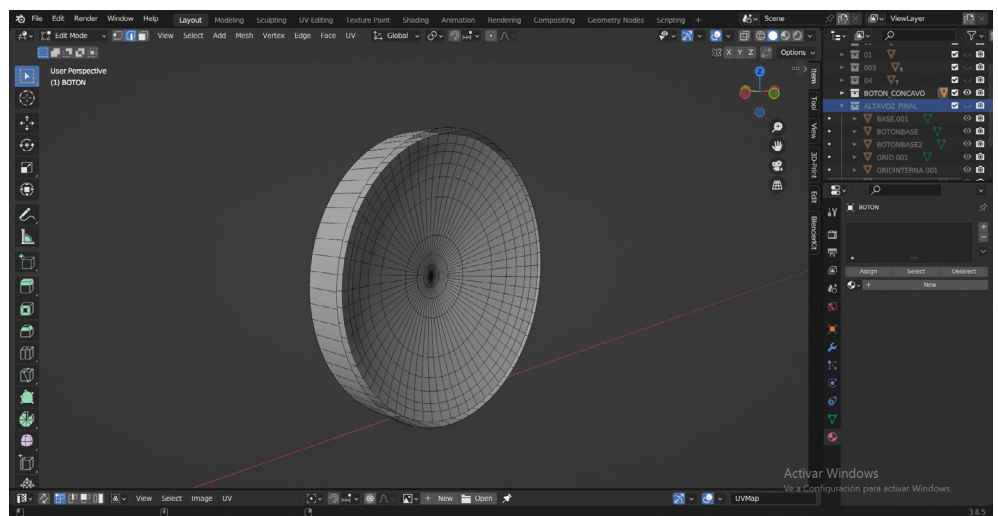 File Edit Render Window Help Layout Modeling Sculpting UV Editing Texture Paint Shading Animation Rendering Compositing Geometry Nodes Scripting + Scene ViewLayer
Edit Mode View Select Add Mesh Vertex Edge Face UV Global
X Y Z Options
User Perspective
(1) BOTON
Z
Item
Tool
View
3D-Print
Edit
BlenderKit
01
003
04
BOTON_CONCAVO
ALTAVOZ_FINAL
BASE.001
BOTONBASE
BOTONBASE2
GRID.001
GRIDINTERNA.001
BOTON
Assign Select Deselect
+ New
Activar Windows
Ve a Configuración para activar Windows.
View Select Image UV + New Open UVMap
3.6.5